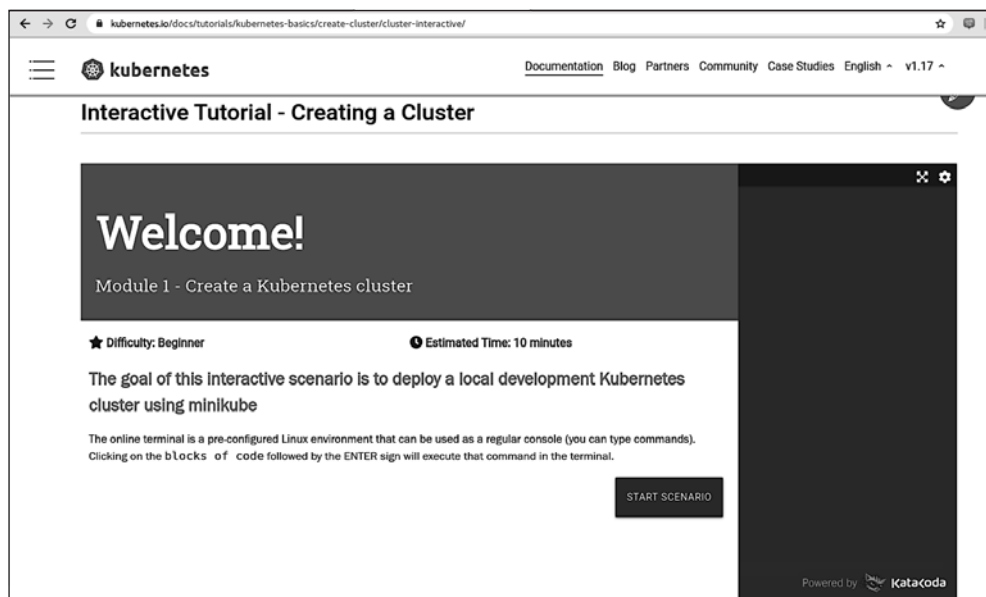 kubernetes.io/docs/tutorials/kubernetes-basics/create-cluster/cluster-interactive/
kubernetes
Documentation Blog Partners Community Case Studies English v1.17
Interactive Tutorial - Creating a Cluster
Welcome!
Module 1 - Create a Kubernetes cluster
Difficulty: Beginner
Estimated Time: 10 minutes
The goal of this interactive scenario is to deploy a local development Kubernetes
cluster using minikube
The online terminal is a pre-configured Linux environment that can be used as a regular console (you can type commands).
Clicking on the blocks of code followed by the ENTER sign will execute that command in the terminal.
START SCENARIO
Powered by Katacoda